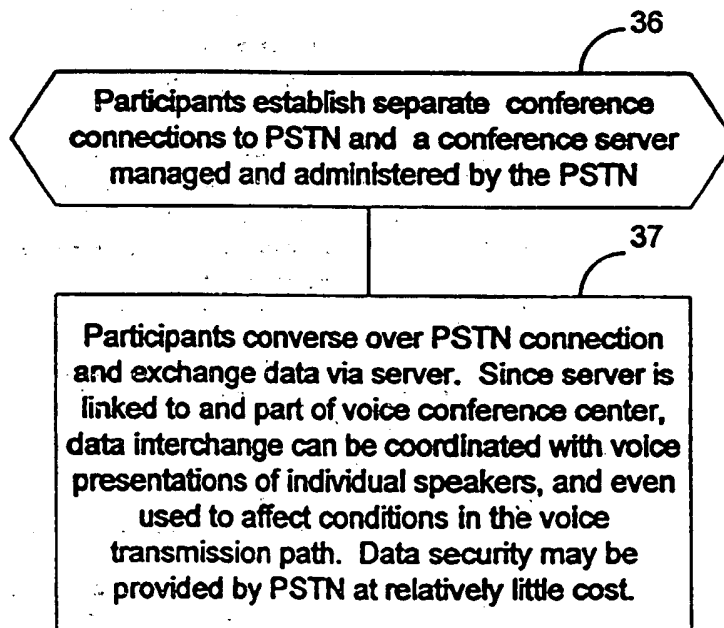 36
Participants establish separate conference
connections to PSTN and a conference server
managed and administered by the PSTN
37
Participants converse over PSTN connection
and exchange data via server. Since server is
linked to and part of voice conference center,
data interchange can be coordinated with voice
presentations of individual speakers, and even
used to affect conditions in the voice
transmission path. Data security may be
provided by PSTN at relatively little cost.